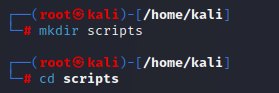 ┌──(root㉿kali)-[/home/kali]
└─# mkdir scripts
┌──(root㉿kali)-[/home/kali]
└─# cd scripts